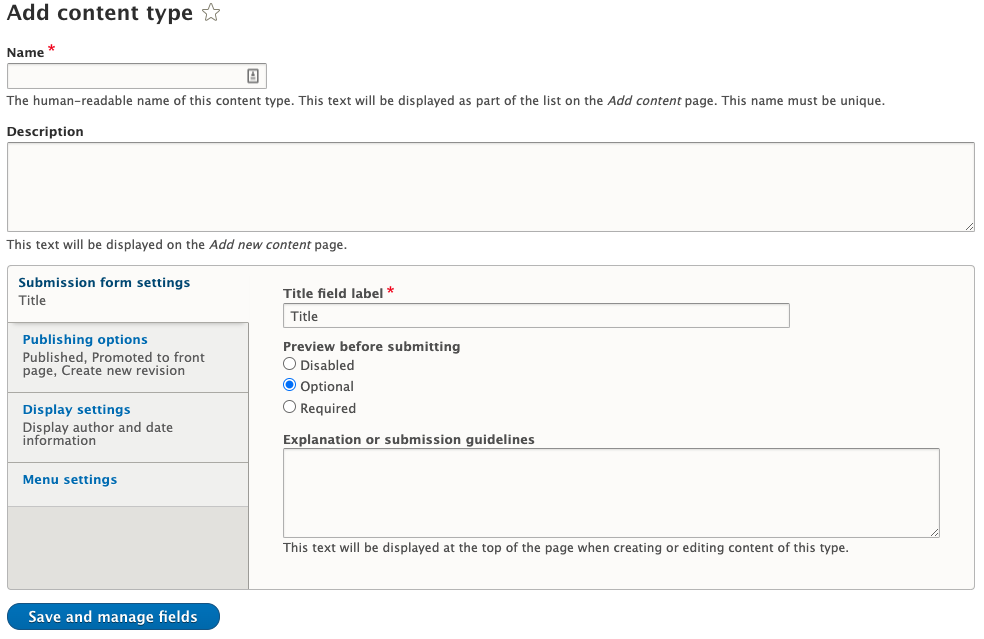 Add content type
Name *
The human-readable name of this content type. This text will be displayed as part of the list on the Add content page. This name must be unique.
Description
This text will be displayed on the Add new content page.
Submission form settings
Title
Publishing options
Published, Promoted to front
page, Create new revision
Display settings
Display author and date
information
Menu settings
Title field label *
Title
Preview before submitting
Disabled
Optional
Required
Explanation or submission guidelines
This text will be displayed at the top of the page when creating or editing content of this type.
Save and manage fields